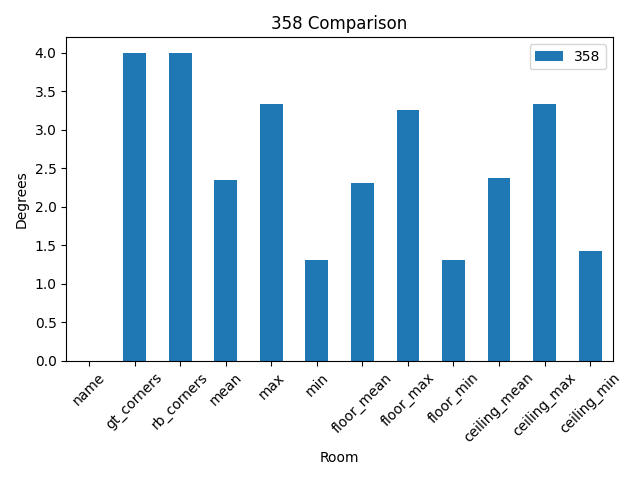 358 Comparison
358
Degrees
4.0
3.5
3.0
2.5
2.0
1.5
1.0
0.5
0.0
name
gt_corners
rb_corners
mean
max
min
floor_mean
floor_max
floor_min
ceiling_mean
ceiling_max
ceiling_min
Room